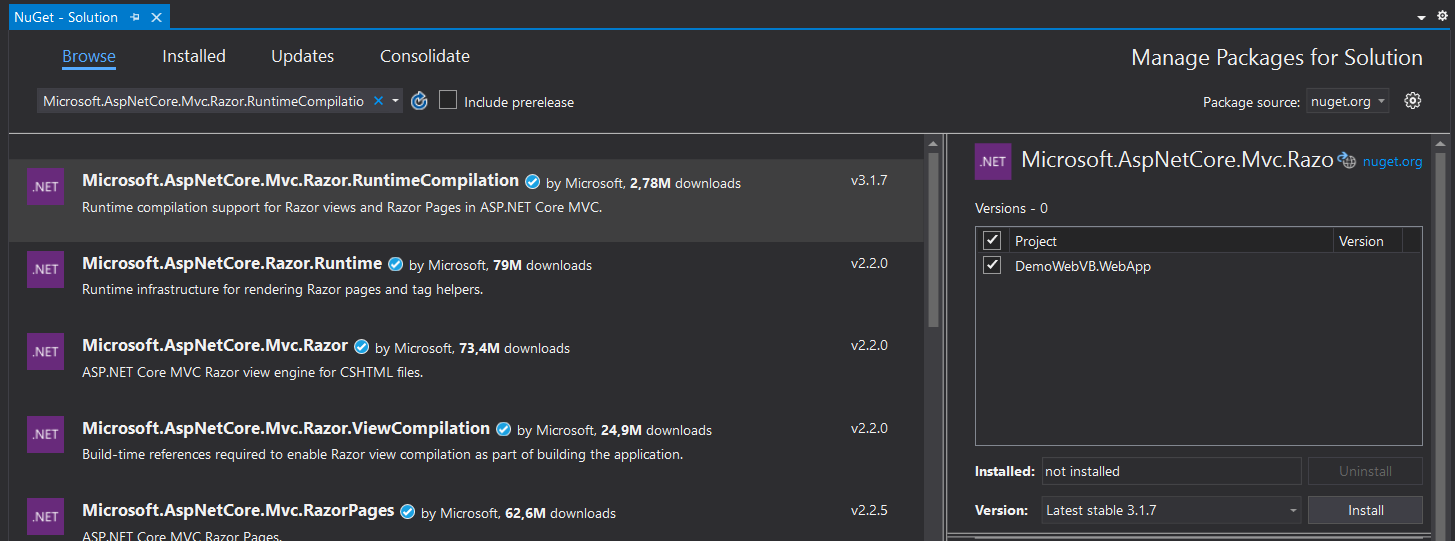 NuGet - Solution
Browse Installed Updates Consolidate
Manage Packages for Solution
Microsoft.AspNetCore.Mvc.Razor.RuntimeCompilatio
Include prerelease
Package source: nuget.org
.NET
Microsoft.AspNetCore.Mvc.Razor.RuntimeCompilation by Microsoft, 2,78M downloads v3.1.7
Runtime compilation support for Razor views and Razor Pages in ASP.NET Core MVC.
.NET
Microsoft.AspNetCore.Razor.Runtime by Microsoft, 79M downloads v2.2.0
Runtime infrastructure for rendering Razor pages and tag helpers.
.NET
Microsoft.AspNetCore.Mvc.Razor by Microsoft, 73,4M downloads v2.2.0
ASP.NET Core MVC Razor view engine for CSHTML files.
.NET
Microsoft.AspNetCore.Mvc.Razor.ViewCompilation by Microsoft, 24,9M downloads v2.2.0
Build-time references required to enable Razor view compilation as part of building the application.
.NET
Microsoft.AspNetCore.Mvc.RazorPages by Microsoft, 62,6M downloads v2.2.5
ASP.NET Core MVC Razor Pages.
.NET
Microsoft.AspNetCore.Mvc.Razo nuget.org
Versions - 0
Project Version
DemoWebVB.WebApp
Installed: not installed Uninstall
Version: Latest stable 3.1.7 Install